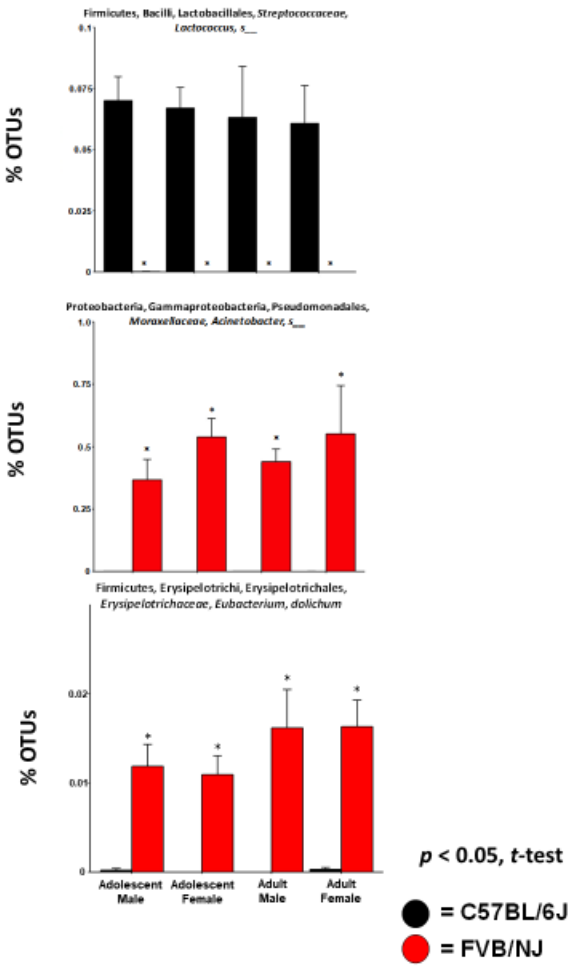 Firmicutes, Bacilli, Lactobacillales, Streptococcaceae,
Lactococcus, s__
0.1
0.075
0.05
0.025
0
% OTUs
* * * *
Proteobacteria, Gammaproteobacteria, Pseudomonadales,
Moraxellaceae, Acinetobacter, s__
1.0
0.75
0.5
0.25
0
% OTUs
* * * *
Firmicutes, Erysipelotrichi, Erysipelotrichales,
Erysipelotrichaceae, Eubacterium, dolichum
0.02
0.01
0
% OTUs
* * * *
Adolescent Adolescent Adult Adult
Male Female Male Female
p < 0.05, t-test
= C57BL/6J
= FVB/NJ